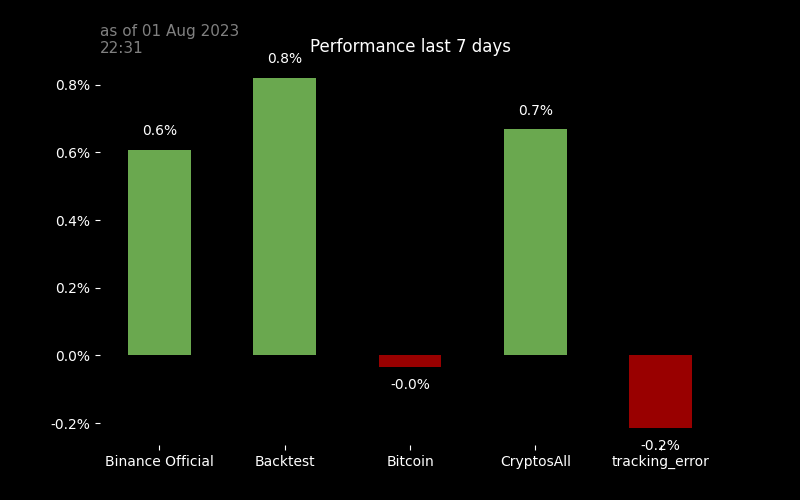 as of 01 Aug 2023
22:31
Performance last 7 days
0.8%
0.6%
0.4%
0.2%
0.0%
-0.2%
0.6%
0.8%
-0.0%
0.7%
-0.2%
Binance Official
Backtest
Bitcoin
CryptosAll
tracking_error